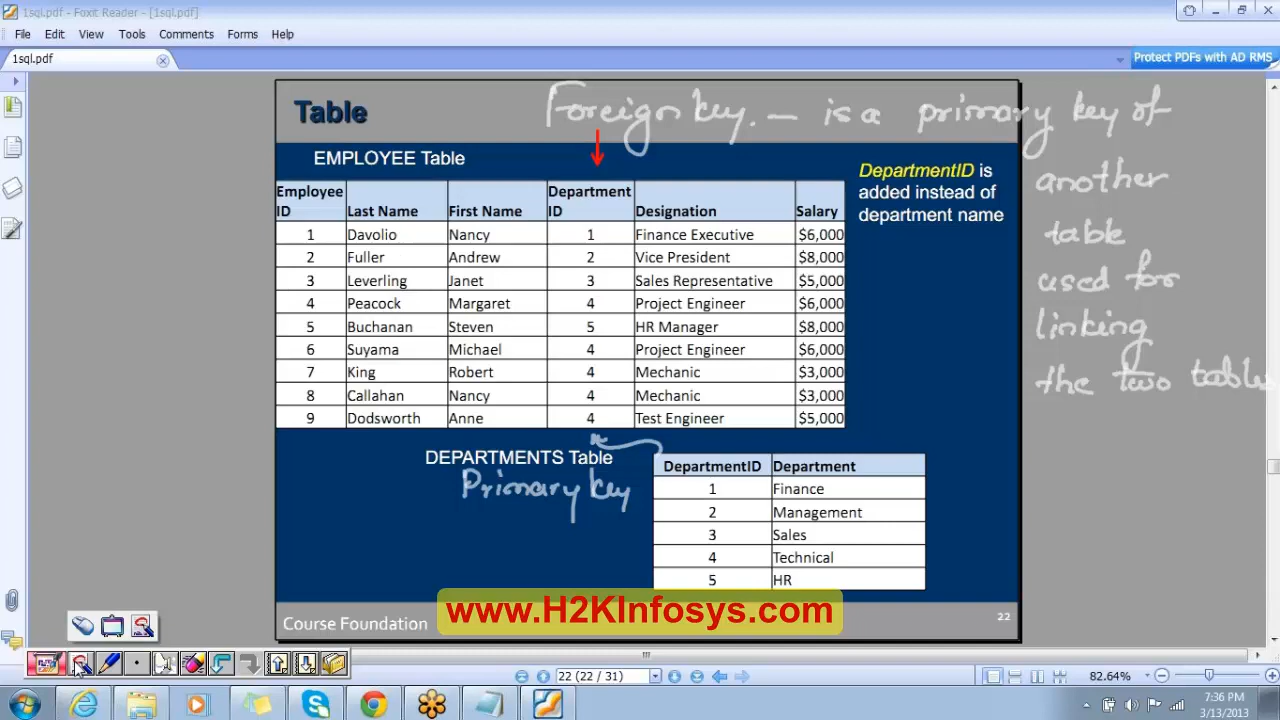 1sql.pdf - Foxit Reader - [1sql.pdf]
File Edit View Tools Comments Forms Help
1sql.pdf
Protect PDFs with AD RMS
Table
Foreign key. - is a primary key of
another
table
used for
linking
the two tables
EMPLOYEE Table
DepartmentID is
added instead of
department name
Employee ID Last Name First Name Department ID Designation Salary
1 Davolio Nancy 1 Finance Executive $6,000
2 Fuller Andrew 2 Vice President $8,000
3 Leverling Janet 3 Sales Representative $5,000
4 Peacock Margaret 4 Project Engineer $6,000
5 Buchanan Steven 5 HR Manager $8,000
6 Suyama Michael 4 Project Engineer $6,000
7 King Robert 4 Mechanic $3,000
8 Callahan Nancy 4 Mechanic $3,000
9 Dodsworth Anne 4 Test Engineer $5,000
DEPARTMENTS Table
Primary key
DepartmentID Department
1 Finance
2 Management
3 Sales
4 Technical
5 HR
www.H2KInfosys.com
Course Foundation
22
22 (22 / 31)
82.64%
7:36 PM
3/13/2013